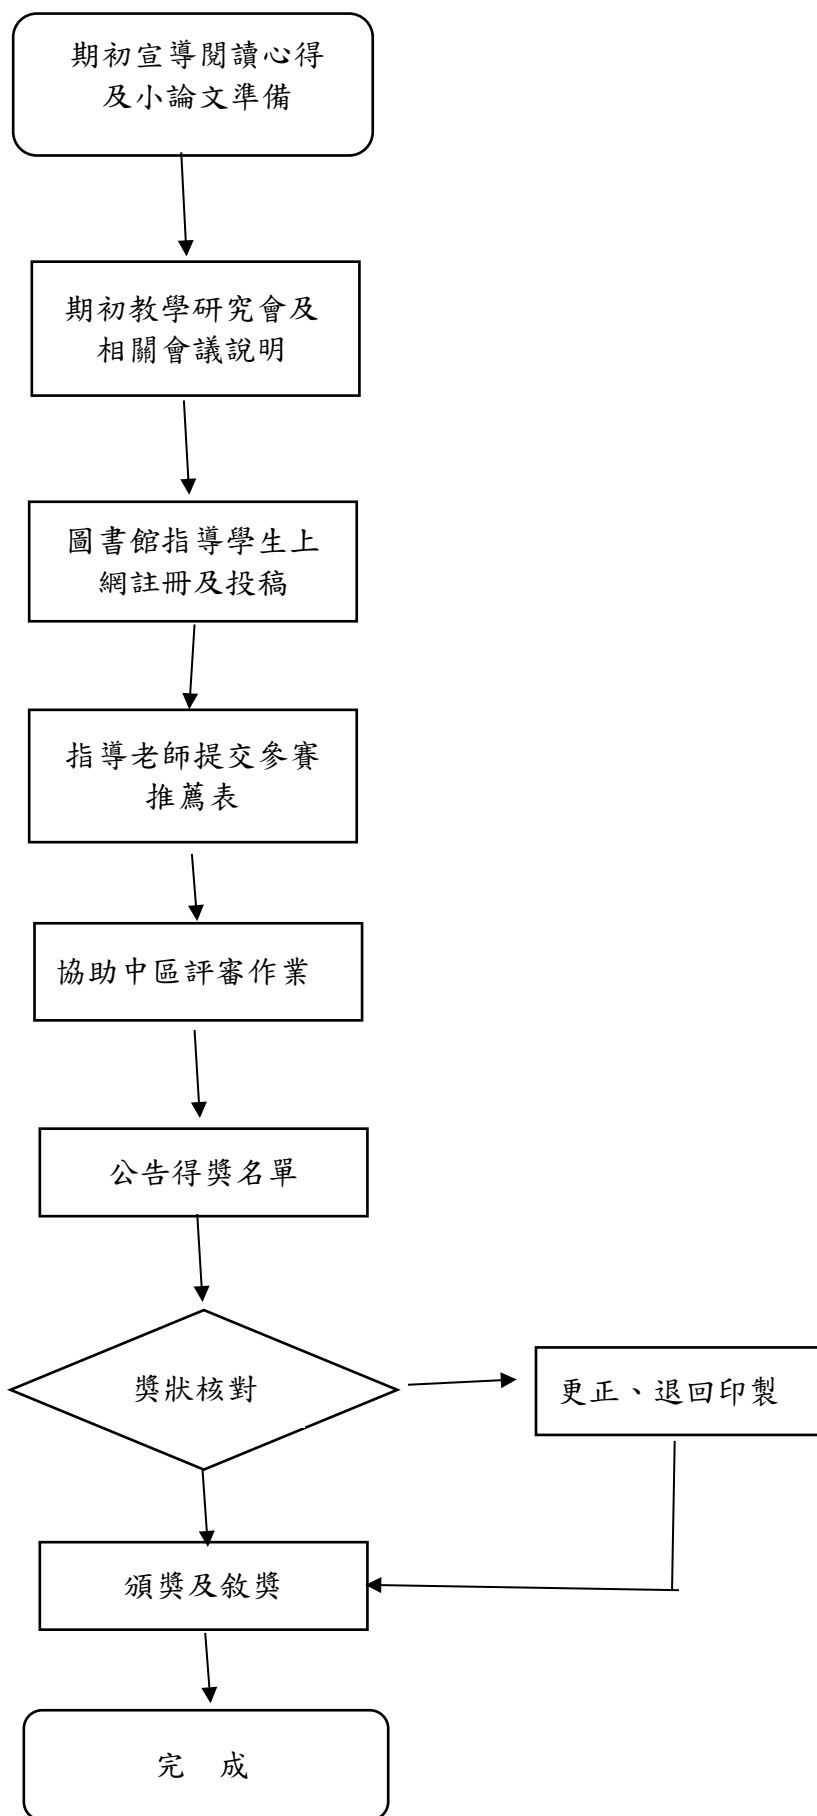 期初宣導閱讀心得
及小論文準備
期初教學研究會及
相關會議說明
圖書館指導學生上
網註冊及投稿
指導老師提交參賽
推薦表
協助中區評審作業
公告得獎名單
獎狀核對
更正、退回印製
頒獎及敘獎
完 成